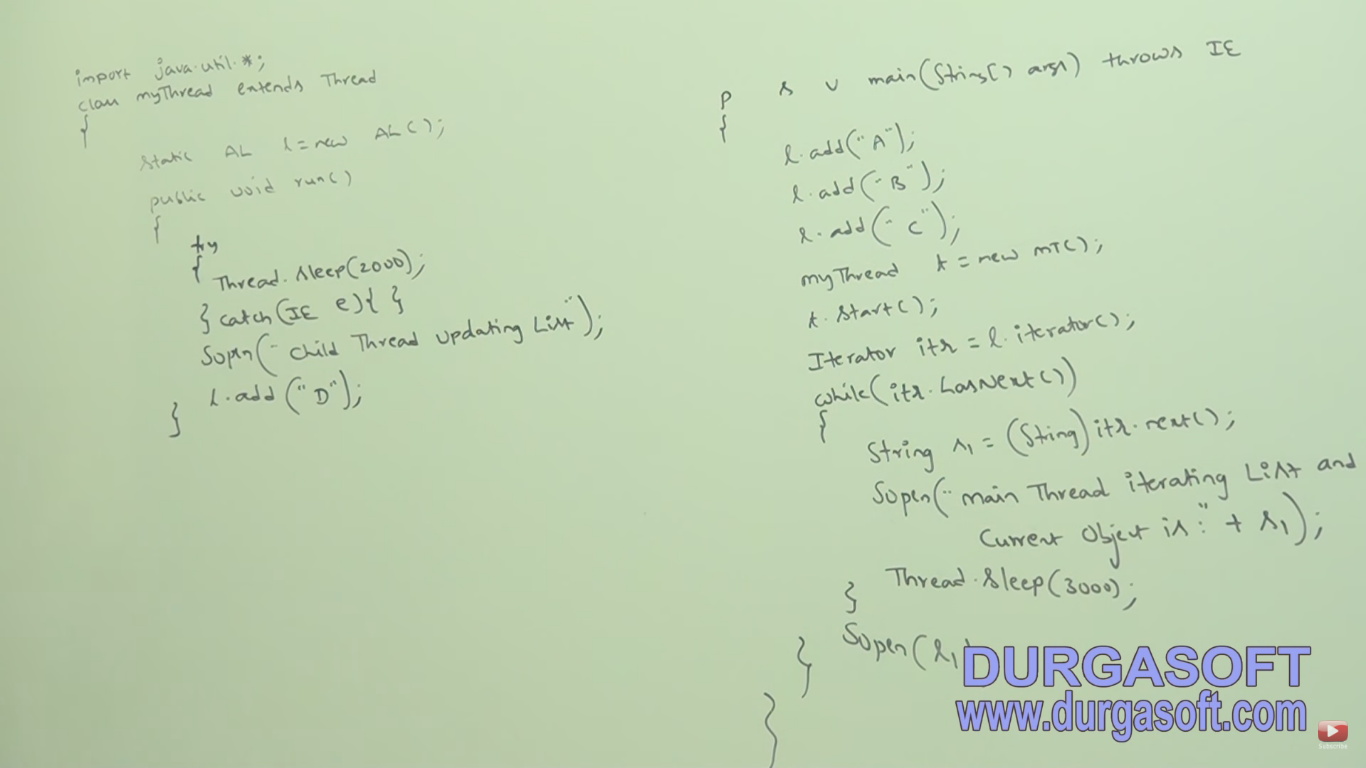 import java.util.*;
class myThread extends Thread
{
static AL l = new AL();
public void run()
{
try
{
Thread.sleep(2000);
} catch(IE e){ }
Sopln("Child Thread updating List");
l.add("D");
}
p s v main(String[] args) throws IE
{
l.add("A");
l.add("B");
l.add("C");
myThread t = new mT();
t.start();
Iterator itr = l.iterator();
while(itr.hasNext())
{
String s1 = (String)itr.next();
Sopln("main Thread iterating List and
Current Object is:" + s1);
Thread.sleep(3000);
}
Sopln(
}
}
DURGASOFT
www.durgasoft.com
Subscribe